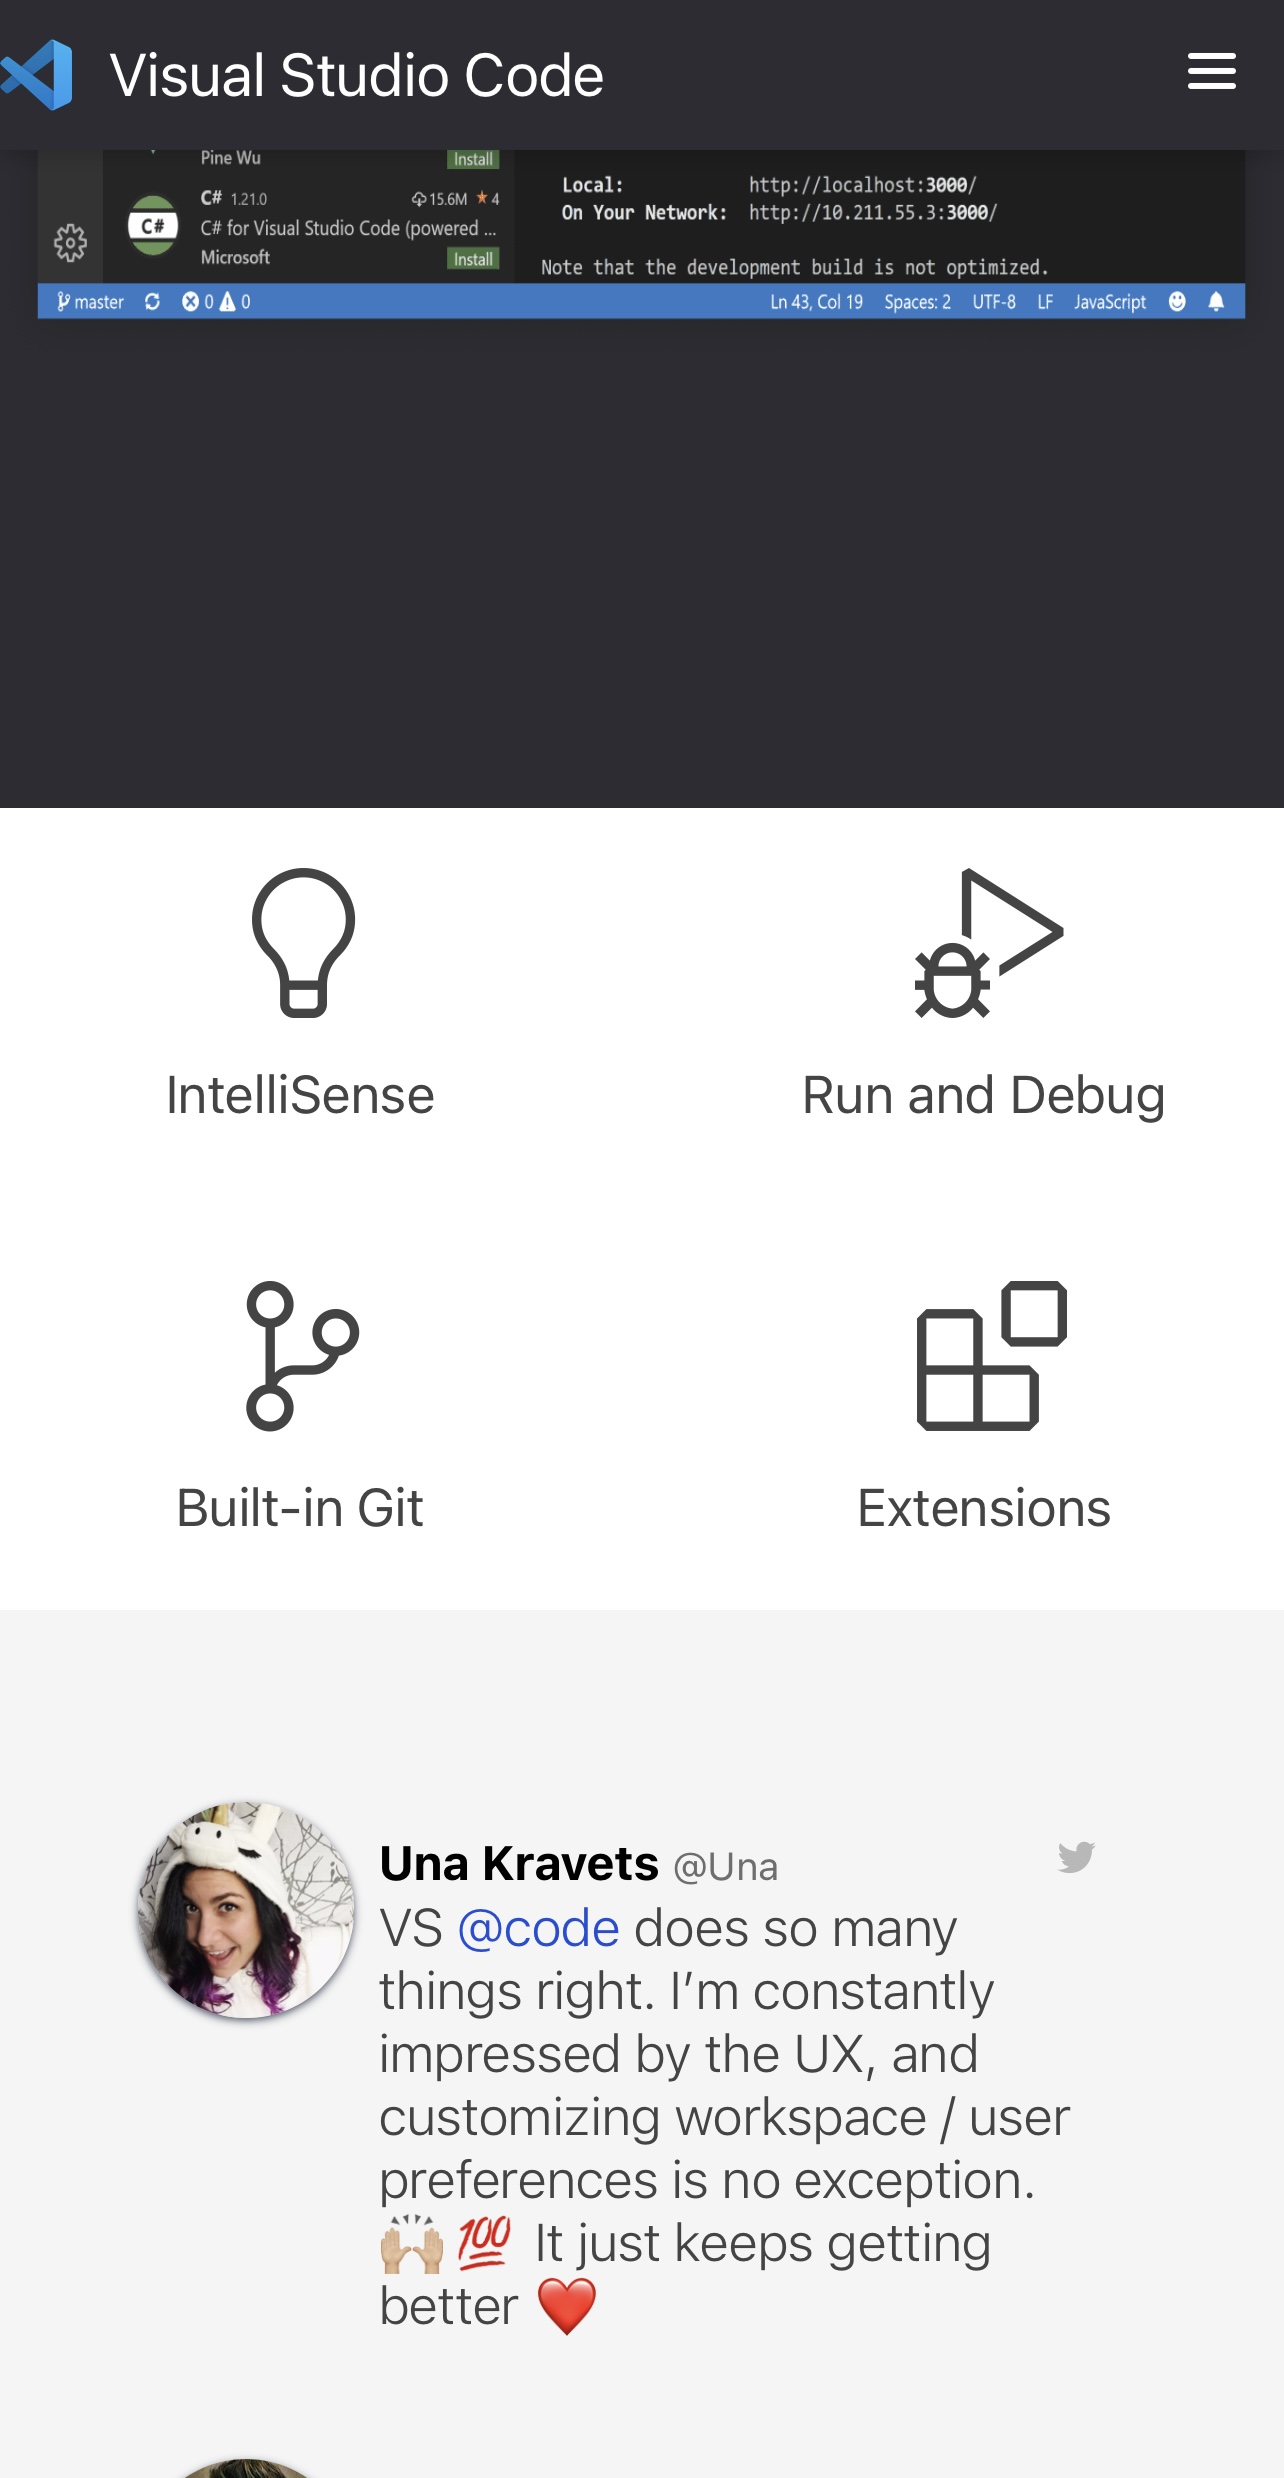 Visual Studio Code
Pine Wu
Install
C# C# 1.21.0 15.6M ★ 4
C# for Visual Studio Code (powered ...
Microsoft Install
Local: http://localhost:3000/
On Your Network: http://10.211.55.3:3000/
Note that the development build is not optimized.
master 0 0 Ln 43, Col 19 Spaces: 2 UTF-8 LF JavaScript
IntelliSense
Run and Debug
Built-in Git
Extensions
Una Kravets @Una
VS @code does so many
things right. I’m constantly
impressed by the UX, and
customizing workspace / user
preferences is no exception.
🙌🏼 💯 It just keeps getting
better ❤️